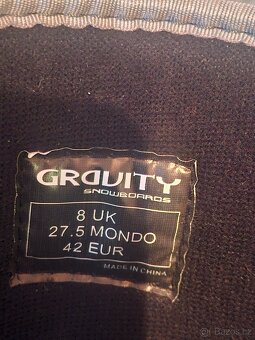 GRAVITY
SNOWBOARDS
8 UK
27.5 MONDO
42 EUR
MADE IN CHINA